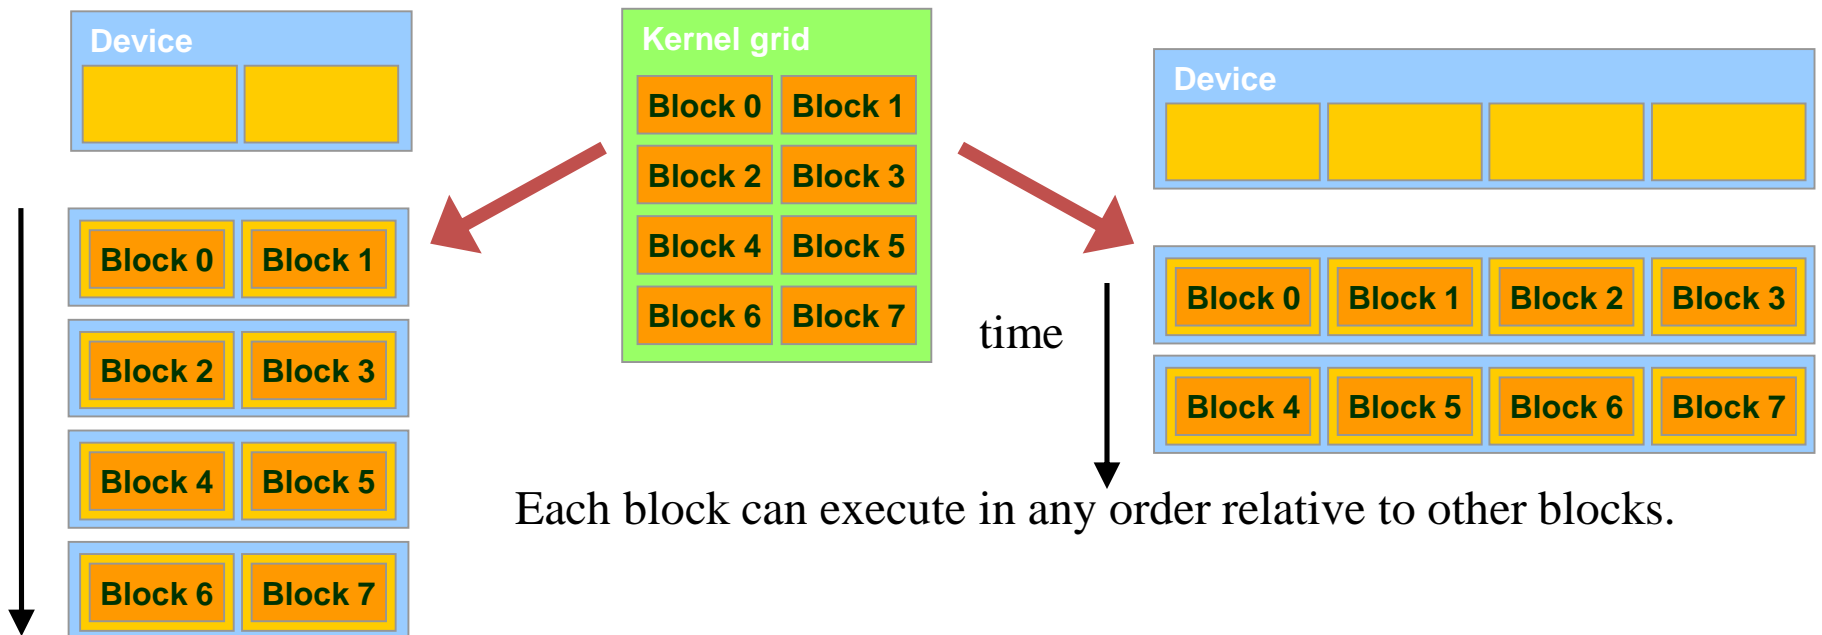 Device
Block 0 Block 1
Block 2 Block 3
Block 4 Block 5
Block 6 Block 7
Kernel grid
Block 0 Block 1
Block 2 Block 3
Block 4 Block 5
Block 6 Block 7
Device
time
Block 0 Block 1 Block 2 Block 3
Block 4 Block 5 Block 6 Block 7
Each block can execute in any order relative to other blocks.